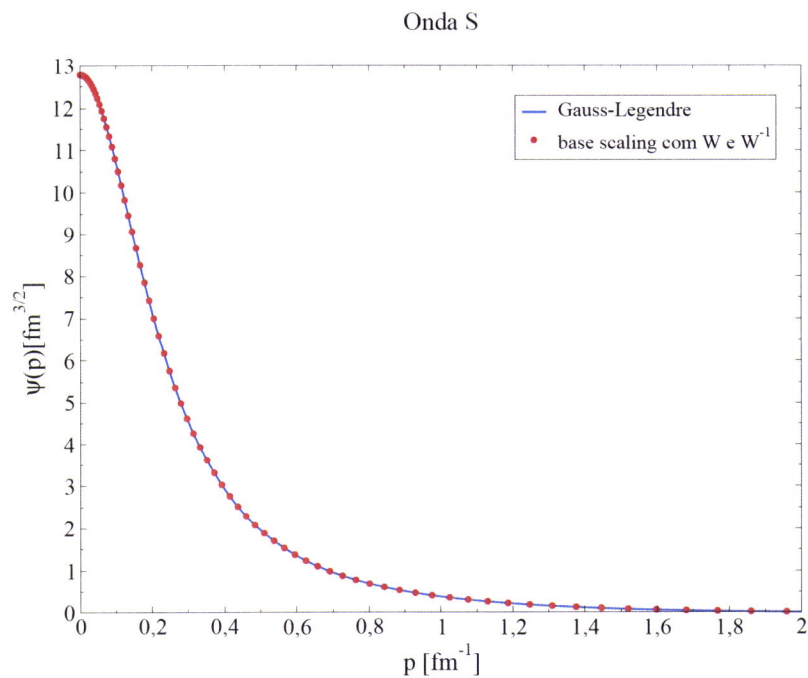 Onda S
13
12
11
10
9
8
7
6
5
4
3
2
1
0
ψ(p)[fm^3/2]
Gauss-Legendre
base scaling com W e W^-1
0 0,2 0,4 0,6 0,8 1 1,2 1,4 1,6 1,8 2
p [fm^-1]